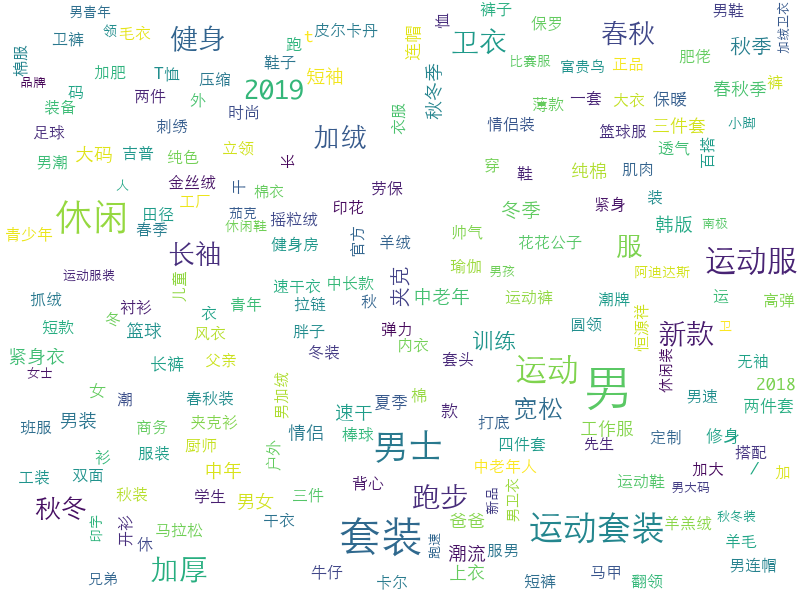 男青年
领
毛衣
卫裤
健身
皮尔卡丹
恤
裤子
保罗
男鞋
加绒卫衣
棉服
跑
t
连帽
卫衣
春秋
秋季
鞋子
比赛服
肥佬
品牌
加肥
T恤
压缩
短袖
富贵鸟
正品
码
两件
外
2019
秋冬季
薄款
一套
大衣
保暖
春秋季
裤
装备
时尚
衣服
足球
刺绣
加绒
情侣装
篮球服
三件套
小脚
男潮
大码
吉普
纯色
立领
长
穿
鞋
纯棉
肌肉
透气
百搭
人
金丝绒
干
棉衣
劳保
工厂
茄克
摇粒绒
印花
冬季
紧身
装
休闲
田径
春季
休闲鞋
韩版
南极
青少年
健身房
官方
羊绒
帅气
花花公子
服
长袖
运动服
运动服装
儿童
速干衣
中长款
夹克
瑜伽
男孩
阿迪达斯
抓绒
衬衫
衣
青年
拉链
秋
中老年
运动裤
潮牌
运
高弹
短款
冬
篮球
风衣
胖子
弹力
圆领
恒源祥
新款
卫
紧身衣
内衣
训练
女士
长裤
父亲
冬装
套头
运动
休闲装
无袖
女
潮
春秋装
男加绒
夏季
棉
款
男
男速
2018
班服
男装
商务
夹克衫
速干
宽松
两件套
衫
服装
厨师
户外
情侣
棒球
男士
打底
四件套
工作服
先生
定制
修身
搭配
工装
双面
中年
中老年人
加大
/
加
秋装
学生
男女
三件
背心
跑步
新品
男卫衣
运动鞋
男大码
秋冬
印字
开衫
马拉松
干衣
套装
爸爸
运动套装
羊羔绒
秋冬装
休
跑速
潮流
服男
羊毛
兄弟
加厚
牛仔
卡尔
上衣
短裤
马甲
翻领
男连帽